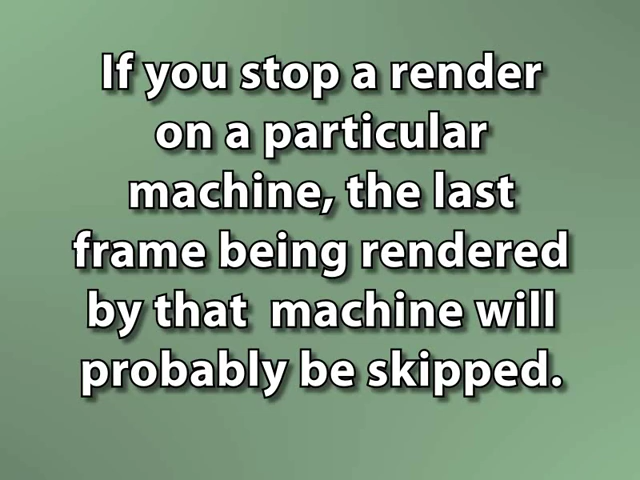 If you stop a render
on a particular
machine, the last
frame being rendered
by that  machine will
probably be skipped.